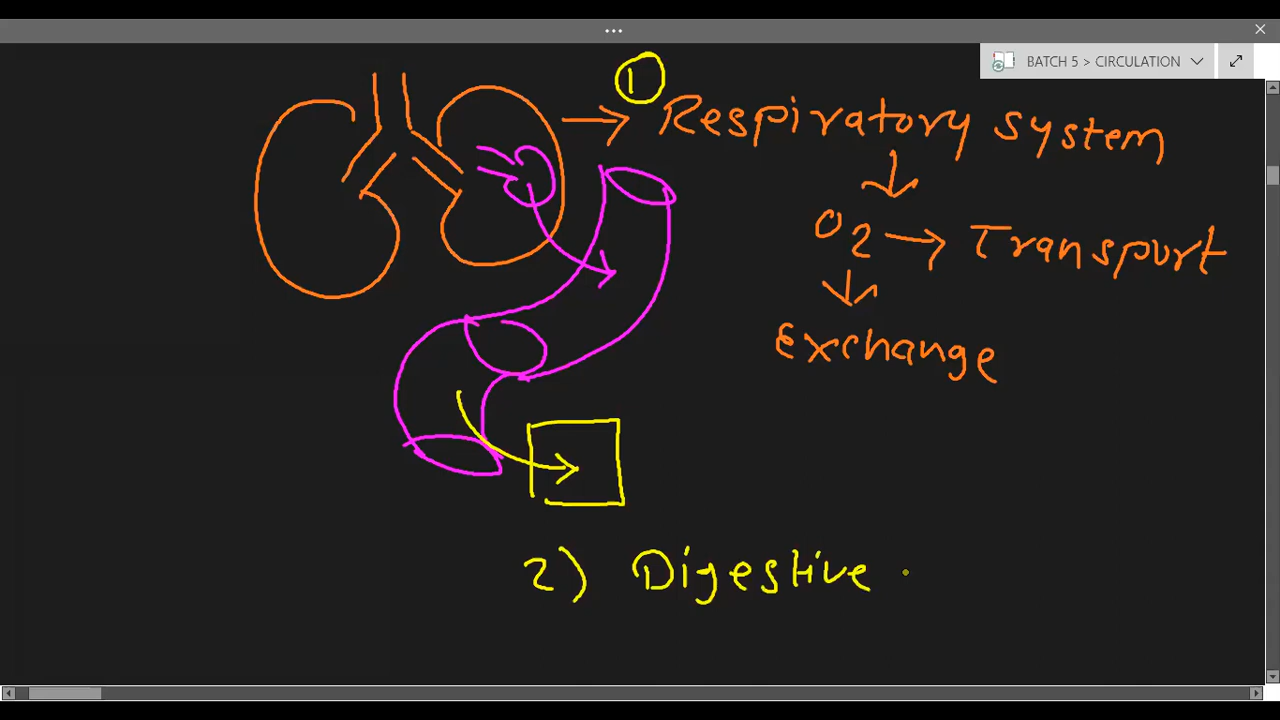 ...
BATCH 5 > CIRCULATION
1
Respiratory system
O2 → Transport
Exchange
2) Digestive